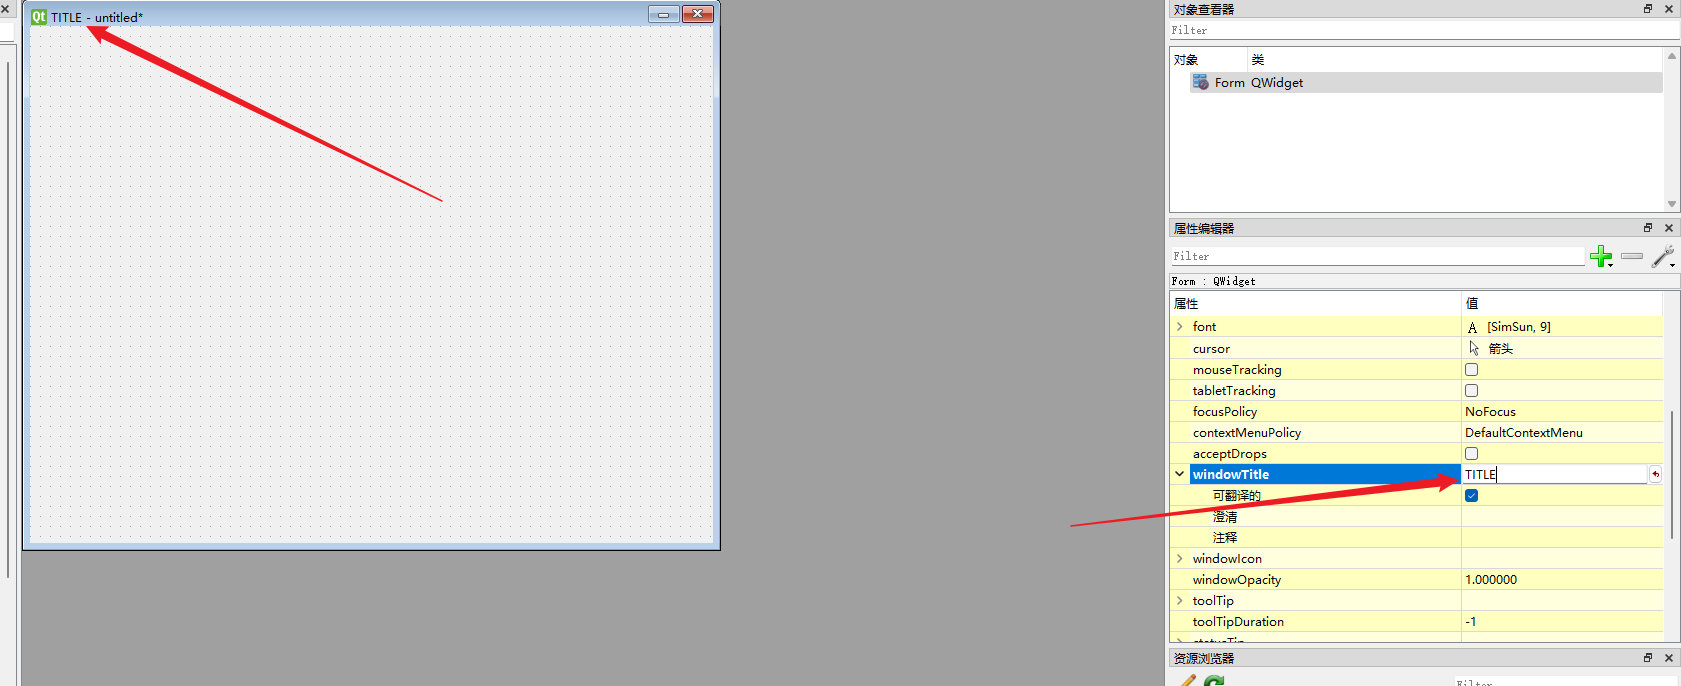 TITLE - untitled*
对象查看器
Filter
对象 类
Form QWidget
属性编辑器
Filter
Form : QWidget
属性 值
font A [SimSun, 9]
cursor 箭头
mouseTracking
tabletTracking
focusPolicy NoFocus
contextMenuPolicy DefaultContextMenu
acceptDrops
windowTitle TITLE
可翻译的
澄清
注释
windowIcon
windowOpacity 1.000000
toolTip
toolTipDuration -1
statusTip
资源浏览器
Filter